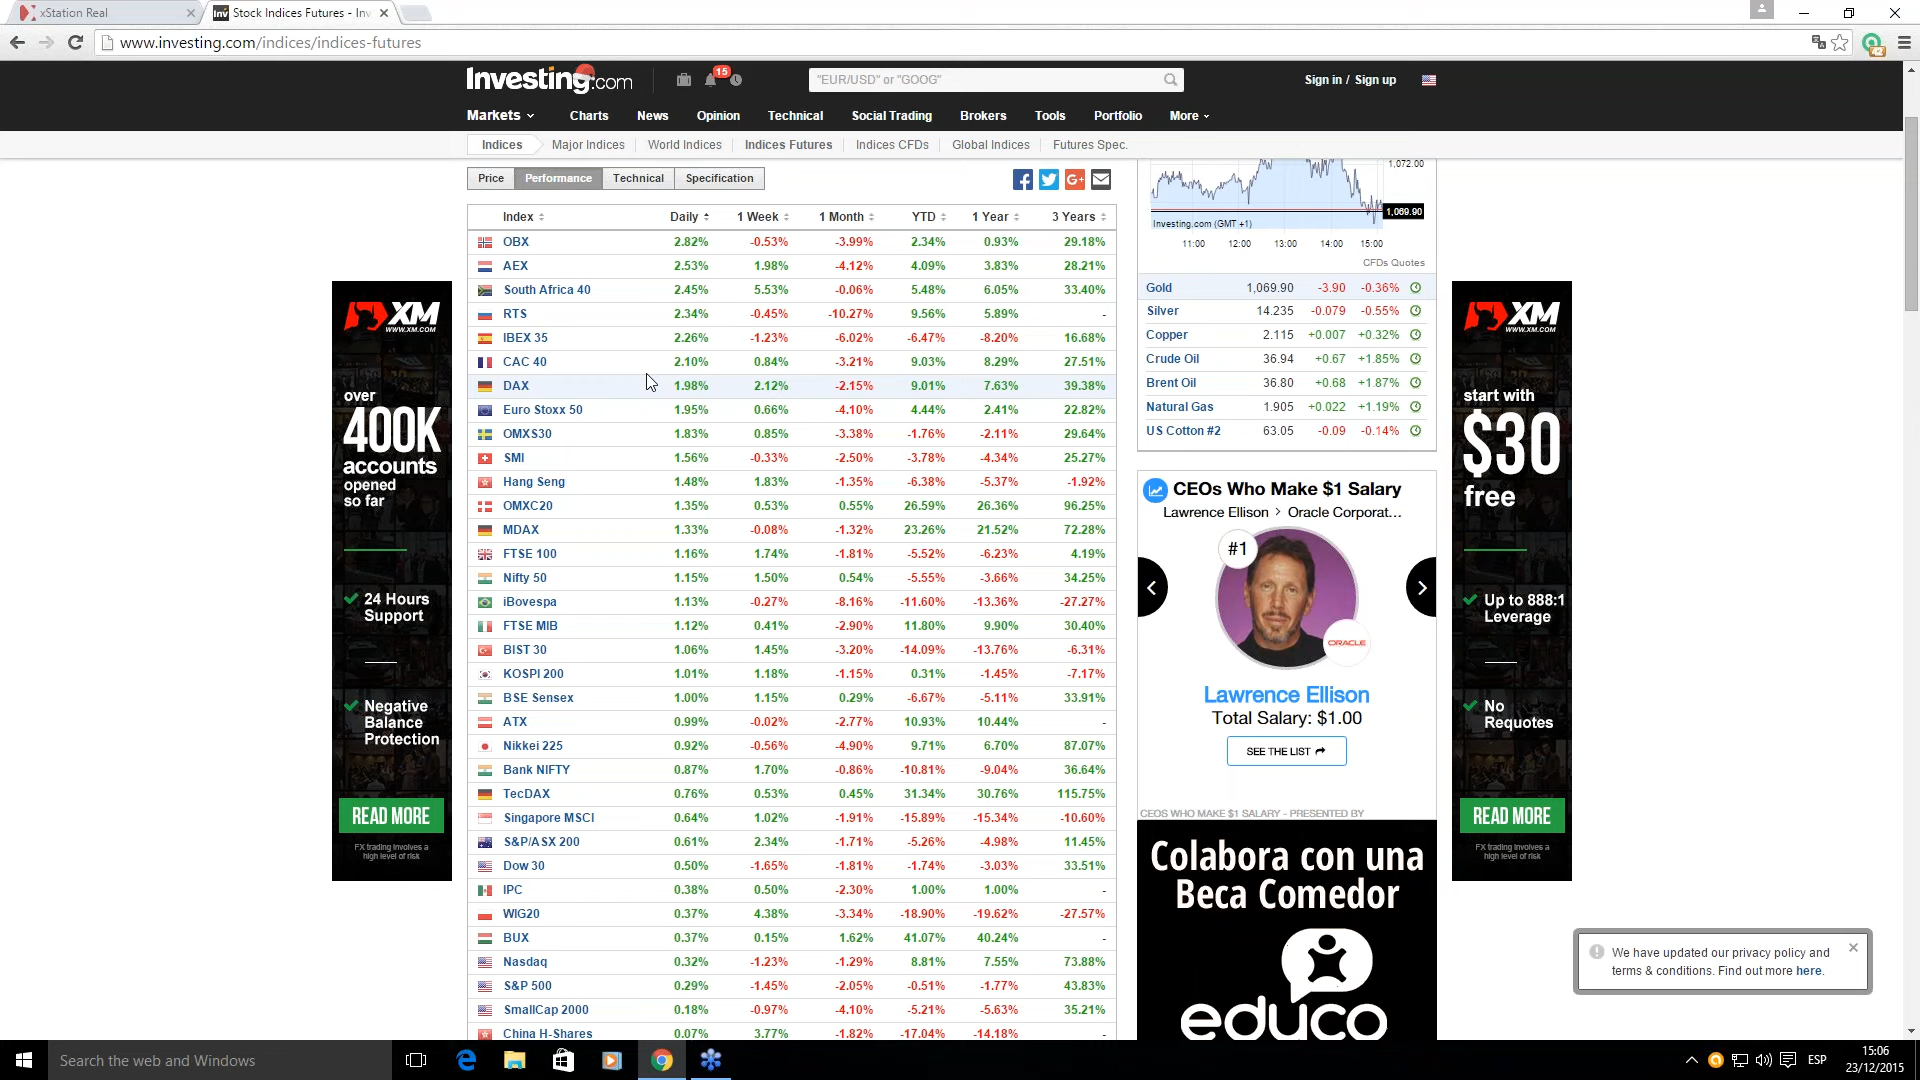 xStation Real
Stock Indices Futures - Inv
www.investing.com/indices/indices-futures
Investing.com
15
"EUR/USD" or "GOOG"
Sign in / Sign up
Markets Charts News Opinion Technical Social Trading Brokers Tools Portfolio More
Indices Major Indices World Indices Indices Futures Indices CFDs Global Indices Futures Spec.
Price Performance Technical Specification
Index Daily 1 Week 1 Month YTD 1 Year 3 Years
OBX 2.82% -0.53% -3.99% 2.34% 0.93% 29.18%
AEX 2.53% 1.98% -4.12% 4.09% 3.83% 28.21%
South Africa 40 2.45% 5.53% -0.06% 5.48% 6.05% 33.40%
RTS 2.34% -0.45% -10.27% 9.56% 5.89% -
IBEX 35 2.26% -1.23% -6.02% -6.47% -8.20% 16.68%
CAC 40 2.10% 0.84% -3.21% 9.03% 8.29% 27.51%
DAX 1.98% 2.12% -2.15% 9.01% 7.63% 39.38%
Euro Stoxx 50 1.95% 0.66% -4.10% 4.44% 2.41% 22.82%
OMXS30 1.83% 0.85% -3.38% -1.76% -2.11% 29.64%
SMI 1.56% -0.33% -2.50% -3.78% -4.34% 25.27%
Hang Seng 1.48% 1.83% -1.35% -6.38% -5.37% -1.92%
OMXC20 1.35% 0.53% 0.55% 26.59% 26.36% 96.25%
MDAX 1.33% -0.08% -1.32% 23.26% 21.52% 72.28%
FTSE 100 1.16% 1.74% -1.81% -5.52% -6.23% 4.19%
Nifty 50 1.15% 1.50% 0.54% -5.55% -3.66% 34.25%
iBovespa 1.13% -0.27% -8.16% -11.60% -13.36% -27.27%
FTSE MIB 1.12% 0.41% -2.90% 11.80% 9.90% 30.40%
BIST 30 1.06% 1.45% -3.20% -14.09% -13.76% -6.31%
KOSPI 200 1.01% 1.18% -1.15% 0.31% -1.45% -7.17%
BSE Sensex 1.00% 1.15% 0.29% -6.67% -5.11% 33.91%
ATX 0.99% -0.02% -2.77% 10.93% 10.44% -
Nikkei 225 0.92% -0.56% -4.90% 9.71% 6.70% 87.07%
Bank NIFTY 0.87% 1.70% -0.86% -10.81% -9.04% 36.64%
TecDAX 0.76% 0.53% 0.45% 31.34% 30.76% 115.75%
Singapore MSCI 0.64% 1.02% -1.91% -15.89% -15.34% -10.60%
S&P/ASX 200 0.61% 2.34% -1.71% -5.26% -4.98% 11.45%
Dow 30 0.50% -1.65% -1.81% -1.74% -3.03% 33.51%
IPC 0.38% 0.50% -2.30% 1.00% 1.00% -
WIG20 0.37% 4.38% -3.34% -18.90% -19.62% -27.57%
BUX 0.37% 0.15% 1.62% 41.07% 40.24% -
Nasdaq 0.32% -1.23% -1.29% 8.81% 7.55% 73.88%
S&P 500 0.29% -1.45% -2.05% -0.51% -1.77% 43.83%
SmallCap 2000 0.18% -0.97% -4.10% -5.21% -5.63% 35.21%
China H-Shares 0.07% 3.77% -1.82% -17.04% -14.18% -
XM
WWW.XM.COM
over
400K
accounts
opened
so far
24 Hours
Support
Negative
Balance
Protection
READ MORE
FX trading involves a
high level of risk
1,072.00
1,069.90
Investing.com (GMT +1)
11:00 12:00 13:00 14:00 15:00
CFDs Quotes
Gold 1,069.90 -3.90 -0.36%
Silver 14.235 -0.079 -0.55%
Copper 2.115 +0.007 +0.32%
Crude Oil 36.94 +0.67 +1.85%
Brent Oil 36.80 +0.68 +1.87%
Natural Gas 1.905 +0.022 +1.19%
US Cotton #2 63.05 -0.09 -0.14%
CEOs Who Make $1 Salary
Lawrence Ellison > Oracle Corporat...
#1
ORACLE
Lawrence Ellison
Total Salary: $1.00
SEE THE LIST
CEOS WHO MAKE $1 SALARY - PRESENTED BY
Colabora con una
Beca Comedor
educo
XM
WWW.XM.COM
start with
$30
free
Up to 888:1
Leverage
No
Requotes
READ MORE
FX trading involves a
high level of risk
We have updated our privacy policy and
terms & conditions. Find out more here.
Search the web and Windows
ESP
15:06
23/12/2015